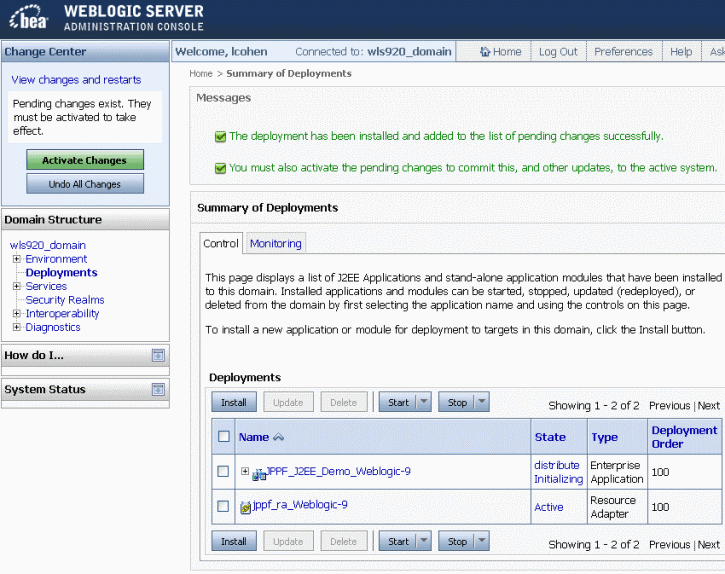 bea
WEBLOGIC SERVER
ADMINISTRATION CONSOLE
Change Center
View changes and restarts
Pending changes exist. They
must be activated to take
effect.
Activate Changes
Undo All Changes
Domain Structure
wls920_domain
Environment
Deployments
Services
Security Realms
Interoperability
Diagnostics
How do I...
System Status
Welcome, lcohen
Connected to: wls920_domain
Home
Log Out
Preferences
Help
Ask
Home > Summary of Deployments
Messages
The deployment has been installed and added to the list of pending changes successfully.
You must also activate the pending changes to commit this, and other updates, to the active system.
Summary of Deployments
Control
Monitoring
This page displays a list of J2EE Applications and stand-alone application modules that have been installed
to this domain. Installed applications and modules can be started, stopped, updated (redeployed), or
deleted from the domain by first selecting the application name and using the controls on this page.
To install a new application or module for deployment to targets in this domain, click the Install button.
Deployments
Install Update Delete Start Stop Showing 1 - 2 of 2 Previous | Next
Name State Type Deployment
Order
JPPF_J2EE_Demo_Weblogic-9 distribute
Initializing Enterprise
Application 100
jppf_ra_Weblogic-9 Active Resource
Adapter 100
Install Update Delete Start Stop Showing 1 - 2 of 2 Previous | Next